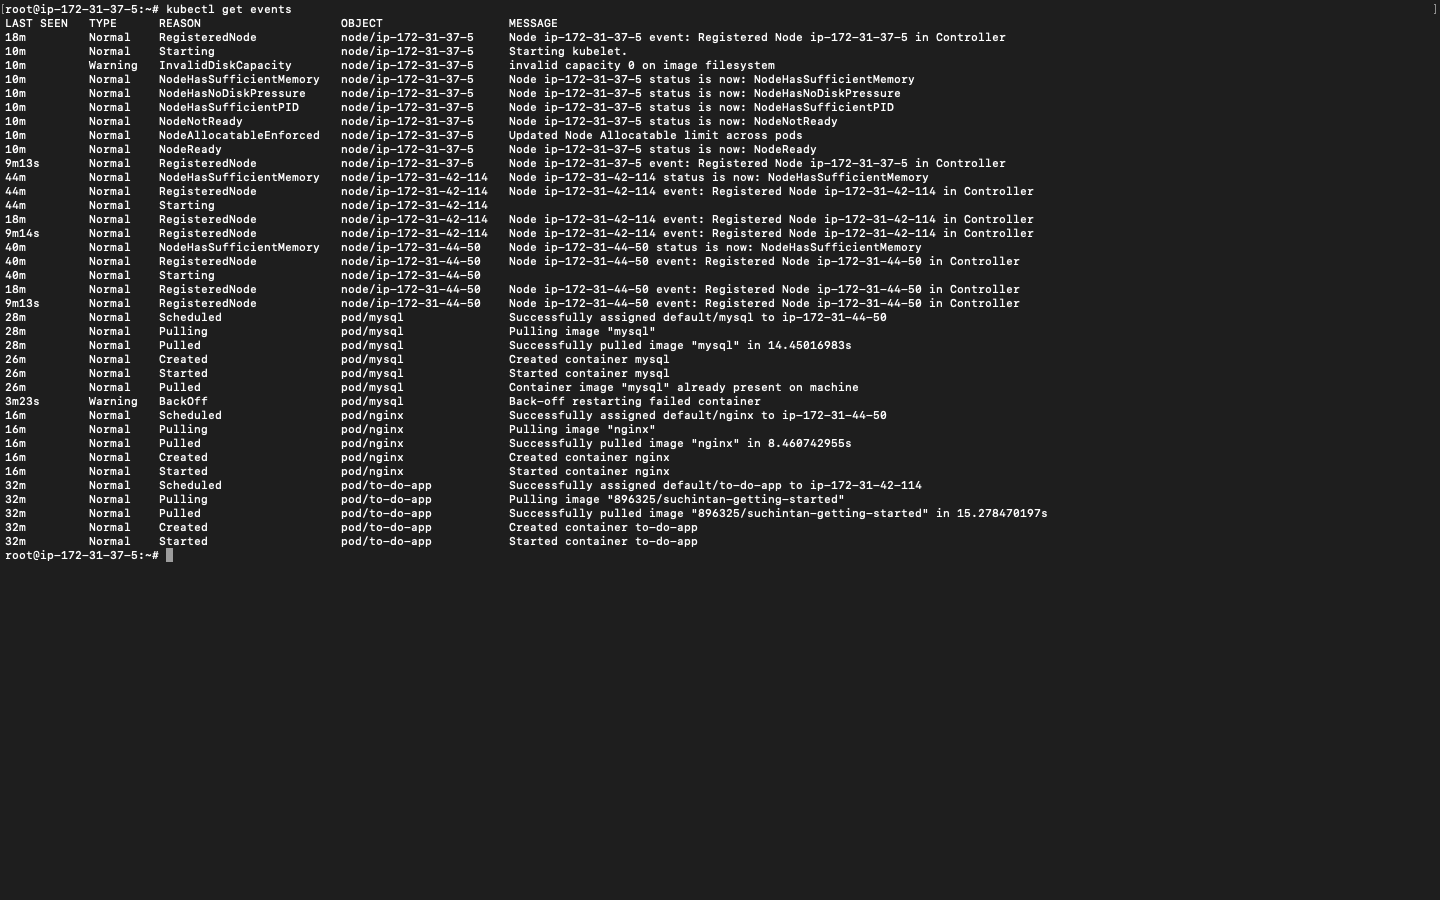 [root@ip-172-31-37-5:~# kubectl get events ]
LAST SEEN   TYPE      REASON                    OBJECT                  MESSAGE
18m         Normal    RegisteredNode            node/ip-172-31-37-5     Node ip-172-31-37-5 event: Registered Node ip-172-31-37-5 in Controller
10m         Normal    Starting                  node/ip-172-31-37-5     Starting kubelet.
10m         Warning   InvalidDiskCapacity       node/ip-172-31-37-5     invalid capacity 0 on image filesystem
10m         Normal    NodeHasSufficientMemory   node/ip-172-31-37-5     Node ip-172-31-37-5 status is now: NodeHasSufficientMemory
10m         Normal    NodeHasNoDiskPressure     node/ip-172-31-37-5     Node ip-172-31-37-5 status is now: NodeHasNoDiskPressure
10m         Normal    NodeHasSufficientPID      node/ip-172-31-37-5     Node ip-172-31-37-5 status is now: NodeHasSufficientPID
10m         Normal    NodeNotReady              node/ip-172-31-37-5     Node ip-172-31-37-5 status is now: NodeNotReady
10m         Normal    NodeAllocatableEnforced   node/ip-172-31-37-5     Updated Node Allocatable limit across pods
10m         Normal    NodeReady                 node/ip-172-31-37-5     Node ip-172-31-37-5 status is now: NodeReady
9m13s       Normal    RegisteredNode            node/ip-172-31-37-5     Node ip-172-31-37-5 event: Registered Node ip-172-31-37-5 in Controller
44m         Normal    NodeHasSufficientMemory   node/ip-172-31-42-114   Node ip-172-31-42-114 status is now: NodeHasSufficientMemory
44m         Normal    RegisteredNode            node/ip-172-31-42-114   Node ip-172-31-42-114 event: Registered Node ip-172-31-42-114 in Controller
44m         Normal    Starting                  node/ip-172-31-42-114
18m         Normal    RegisteredNode            node/ip-172-31-42-114   Node ip-172-31-42-114 event: Registered Node ip-172-31-42-114 in Controller
9m14s       Normal    RegisteredNode            node/ip-172-31-42-114   Node ip-172-31-42-114 event: Registered Node ip-172-31-42-114 in Controller
40m         Normal    NodeHasSufficientMemory   node/ip-172-31-44-50    Node ip-172-31-44-50 status is now: NodeHasSufficientMemory
40m         Normal    RegisteredNode            node/ip-172-31-44-50    Node ip-172-31-44-50 event: Registered Node ip-172-31-44-50 in Controller
40m         Normal    Starting                  node/ip-172-31-44-50
18m         Normal    RegisteredNode            node/ip-172-31-44-50    Node ip-172-31-44-50 event: Registered Node ip-172-31-44-50 in Controller
9m13s       Normal    RegisteredNode            node/ip-172-31-44-50    Node ip-172-31-44-50 event: Registered Node ip-172-31-44-50 in Controller
28m         Normal    Scheduled                 pod/mysql               Successfully assigned default/mysql to ip-172-31-44-50
28m         Normal    Pulling                   pod/mysql               Pulling image "mysql"
28m         Normal    Pulled                    pod/mysql               Successfully pulled image "mysql" in 14.45016983s
26m         Normal    Created                   pod/mysql               Created container mysql
26m         Normal    Started                   pod/mysql               Started container mysql
26m         Normal    Pulled                    pod/mysql               Container image "mysql" already present on machine
3m23s       Warning   BackOff                   pod/mysql               Back-off restarting failed container
16m         Normal    Scheduled                 pod/nginx               Successfully assigned default/nginx to ip-172-31-44-50
16m         Normal    Pulling                   pod/nginx               Pulling image "nginx"
16m         Normal    Pulled                    pod/nginx               Successfully pulled image "nginx" in 8.460742955s
16m         Normal    Created                   pod/nginx               Created container nginx
16m         Normal    Started                   pod/nginx               Started container nginx
32m         Normal    Scheduled                 pod/to-do-app           Successfully assigned default/to-do-app to ip-172-31-42-114
32m         Normal    Pulling                   pod/to-do-app           Pulling image "896325/suchintan-getting-started"
32m         Normal    Pulled                    pod/to-do-app           Successfully pulled image "896325/suchintan-getting-started" in 15.278470197s
32m         Normal    Created                   pod/to-do-app           Created container to-do-app
32m         Normal    Started                   pod/to-do-app           Started container to-do-app
root@ip-172-31-37-5:~#